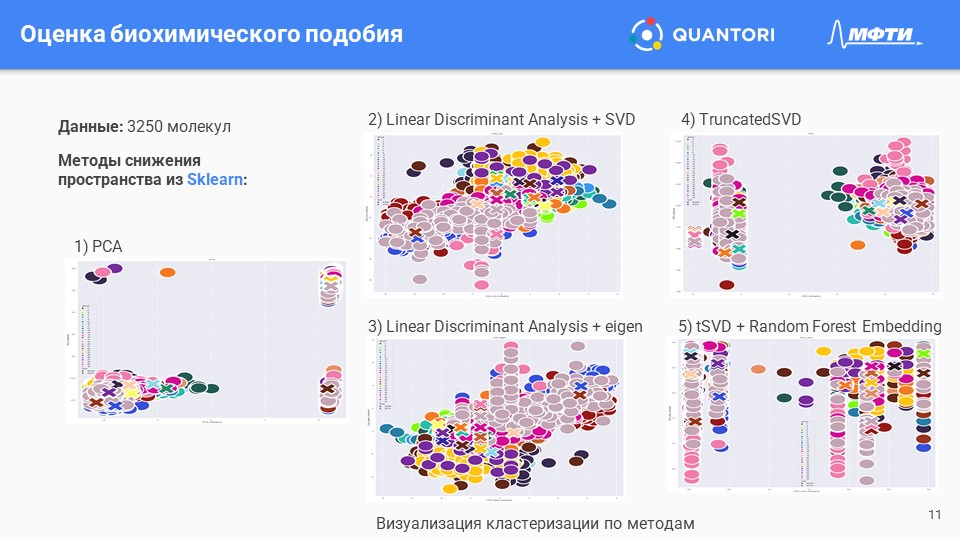 Оценка биохимического подобия
QUANTORI
МФТИ
Данные: 3250 молекул
Методы снижения
пространства из Sklearn:
1) PCA
2) Linear Discriminant Analysis + SVD
3) Linear Discriminant Analysis + eigen
4) TruncatedSVD
5) tSVD + Random Forest Embedding
Визуализация кластеризации по методам
11